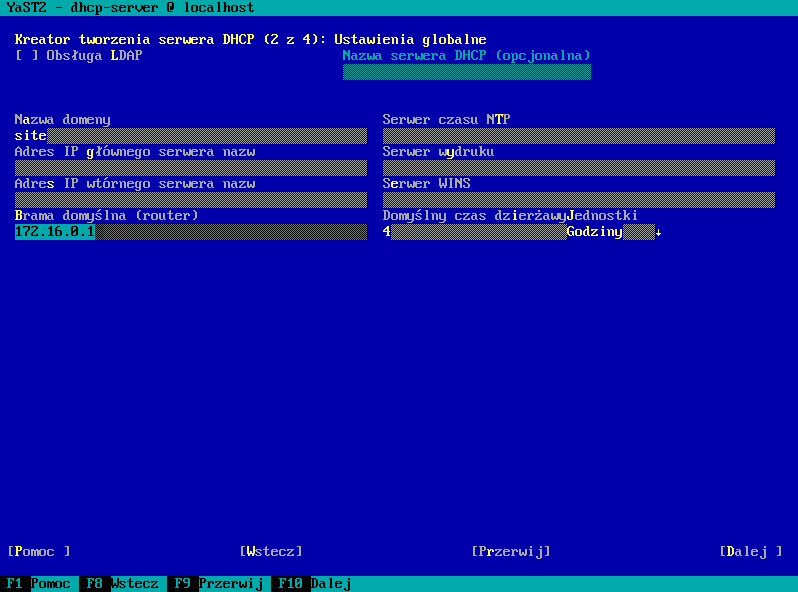 YaST2 - dhcp-server @ localhost
Kreator tworzenia serwera DHCP (2 z 4): Ustawienia globalne
[ ] Obsługa LDAP Nazwa serwera DHCP (opcjonalna)
Nazwa domeny Serwer czasu NTP
site
Adres IP głównego serwera nazw Serwer wydruku
Adres IP wtórnego serwera nazw Serwer WINS
Brama domyślna (router) Domyślny czas dzierżawyJednostki
172.16.0.1 4 Godziny ↓
[Pomoc ] [Wstecz] [Przerwij] [Dalej ]
F1 Pomoc F8 Wstecz F9 Przerwij F10 Dalej